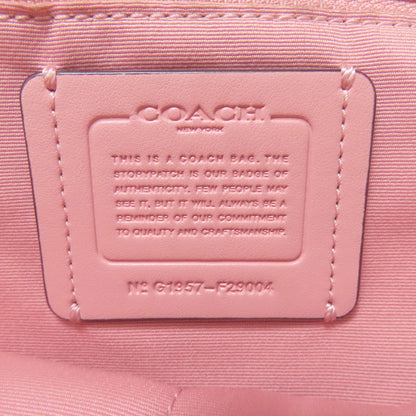 COACH
NEW YORK
THIS IS A COACH BAG. THE
STORYPATCH IS OUR BADGE OF
AUTHENTICITY. FEW PEOPLE MAY
SEE IT, BUT IT WILL ALWAYS BE A
REMINDER OF OUR COMMITMENT
TO QUALITY AND CRAFTSMANSHIP.
Nº G1957-F29004